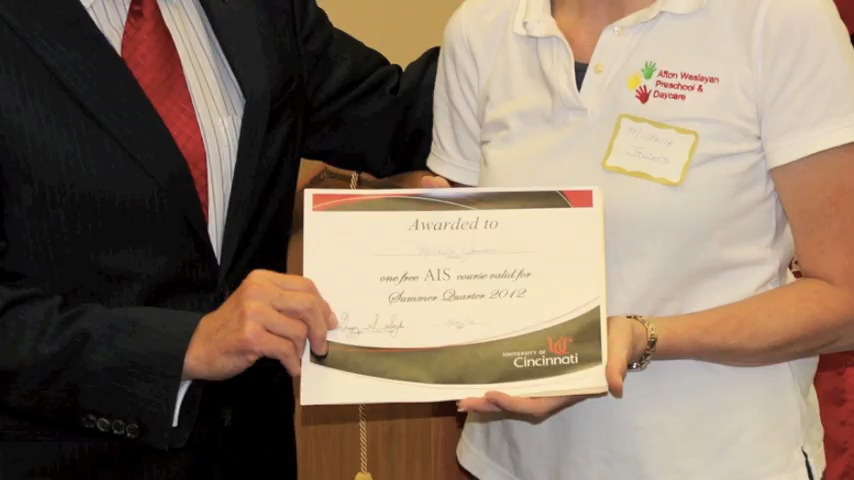 Afton Wesleyan
Preschool &
Daycare
Awarded to
one free AIS course valid for
Summer Quarter 2012
UNIVERSITY OF
Cincinnati